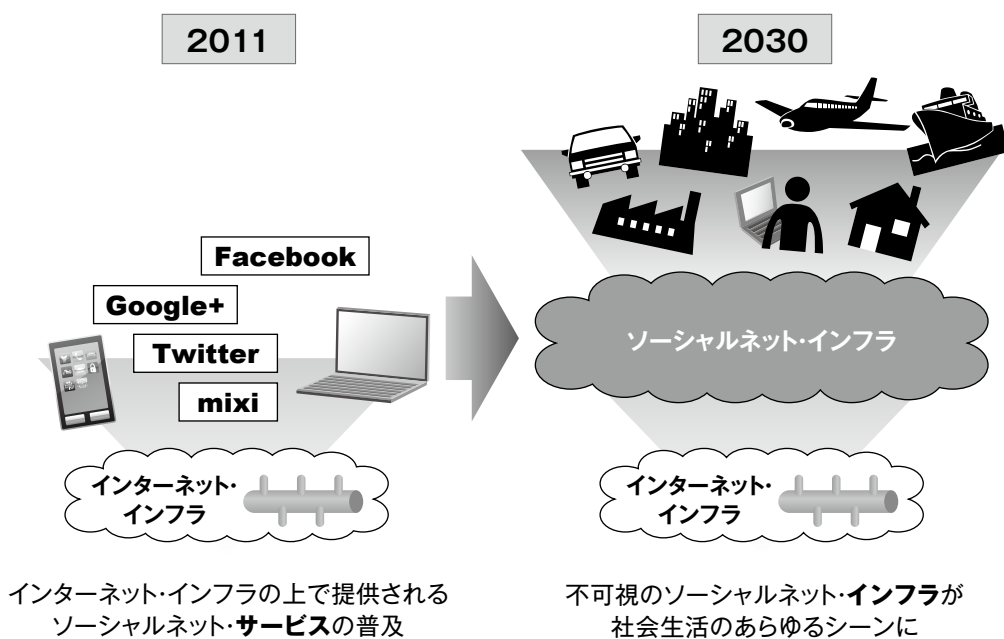 2011
2030
Facebook
Google+
Twitter
mixi
インターネット・
インフラ
ソーシャルネット・インフラ
インターネット・
インフラ
インターネット・インフラの上で提供される
ソーシャルネット・サービスの普及
不可視のソーシャルネット・インフラが
社会生活のあらゆるシーンに